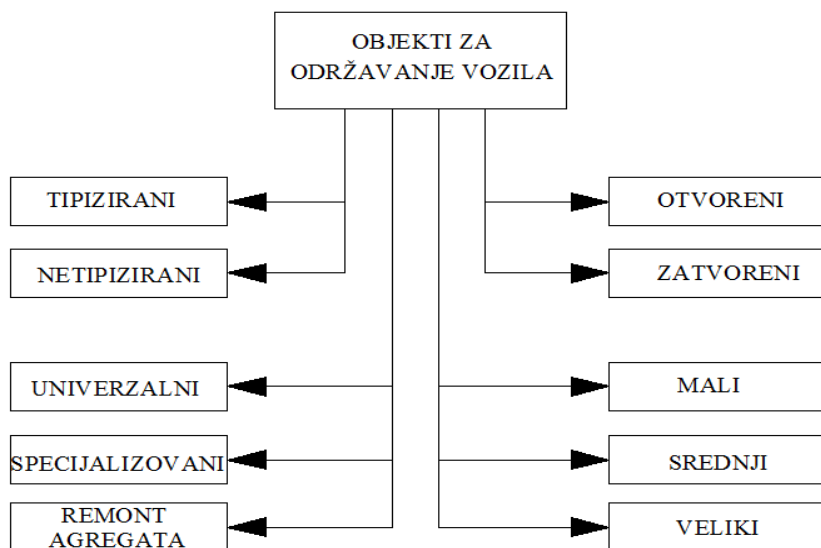 OBJEKTI ZA
ODRŽAVANJE VOZILA
TIPIZIRANI
OTVORENI
NETIPIZIRANI
ZATVORENI
UNIVERZALNI
MALI
SPECIJALIZOVANI
SREDNJI
REMONT
AGREGATA
VELIKI